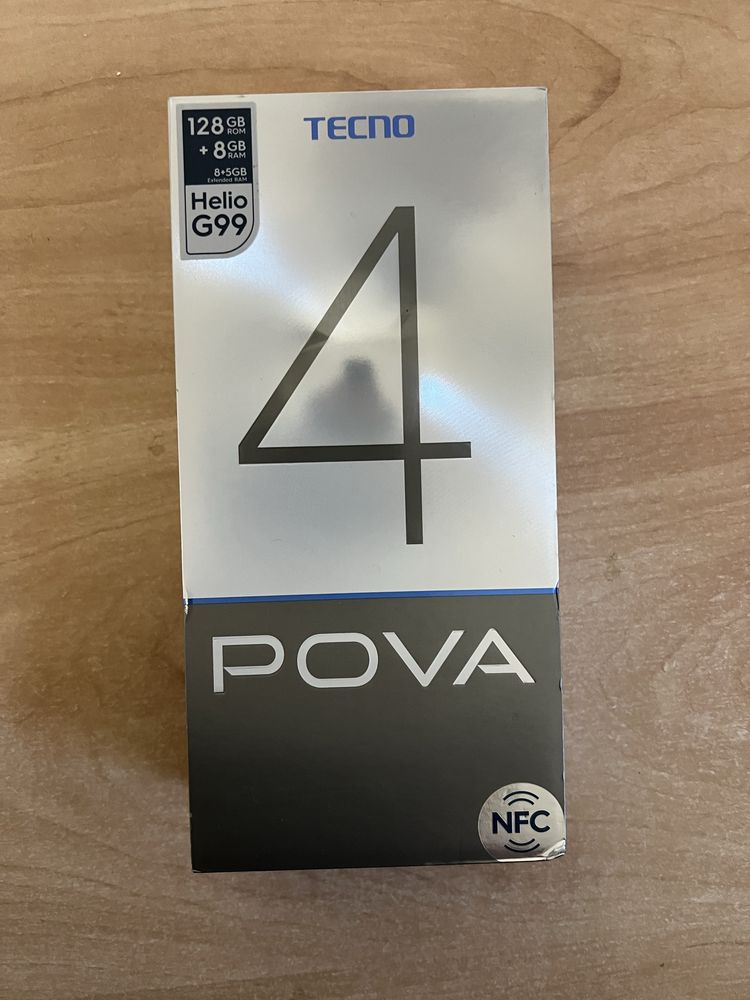 TECNO
128 GB ROM
+ 8 GB RAM
8+5GB
Extended RAM
Helio
G99
4
POVA
NFC